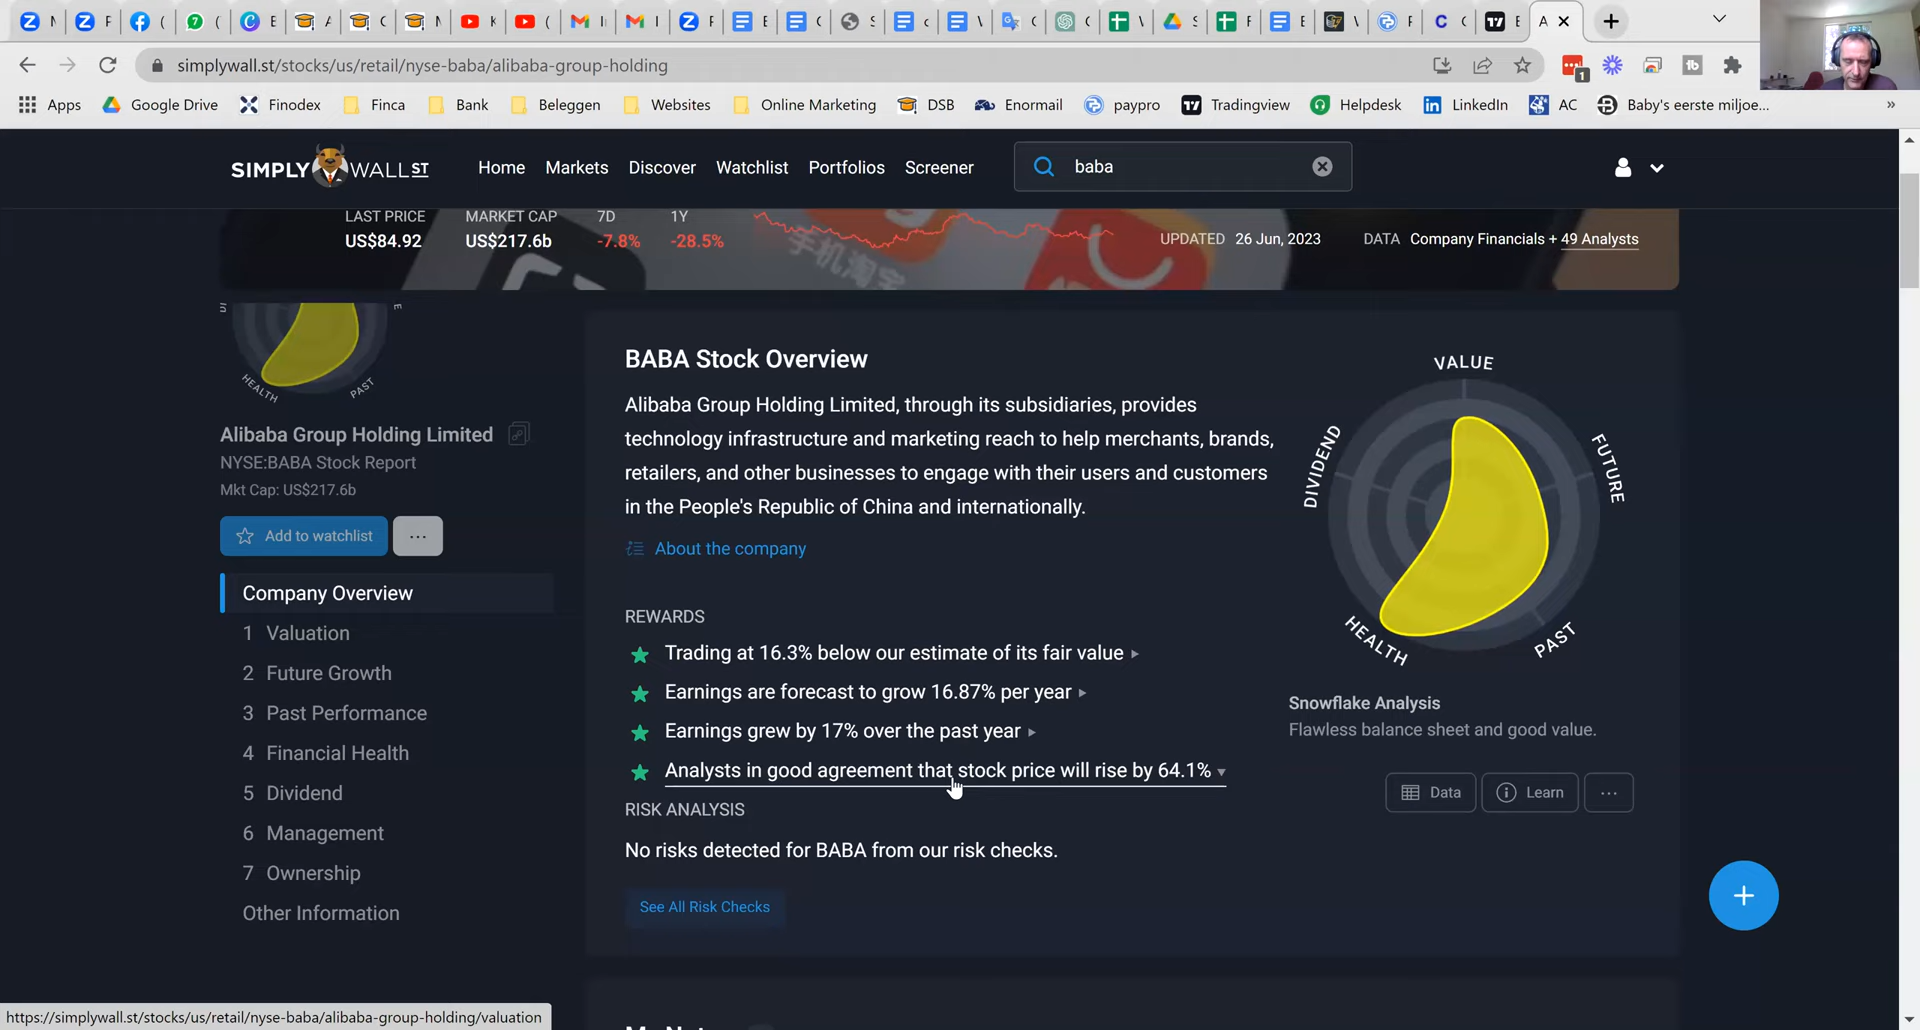 simplywall.st/stocks/us/retail/nyse-baba/alibaba-group-holding
1
Apps Google Drive Finodex Finca Bank Beleggen Websites Online Marketing DSB Enormail paypro Tradingview Helpdesk LinkedIn AC Baby's eerste miljoe... »
SIMPLY WALL ST Home Markets Discover Watchlist Portfolios Screener baba
LAST PRICE MARKET CAP 7D 1Y
US$84.92 US$217.6b -7.8% -28.5%
UPDATED 26 Jun, 2023 DATA Company Financials + 49 Analysts
手机淘宝
HEALTH PAST
Alibaba Group Holding Limited
NYSE:BABA Stock Report
Mkt Cap: US$217.6b
Add to watchlist ...
Company Overview
1 Valuation
2 Future Growth
3 Past Performance
4 Financial Health
5 Dividend
6 Management
7 Ownership
Other Information
BABA Stock Overview
Alibaba Group Holding Limited, through its subsidiaries, provides
technology infrastructure and marketing reach to help merchants, brands,
retailers, and other businesses to engage with their users and customers
in the People's Republic of China and internationally.
About the company
REWARDS
Trading at 16.3% below our estimate of its fair value
Earnings are forecast to grow 16.87% per year
Earnings grew by 17% over the past year
Analysts in good agreement that stock price will rise by 64.1%
RISK ANALYSIS
No risks detected for BABA from our risk checks.
See All Risk Checks
VALUE
FUTURE
PAST
HEALTH
DIVIDEND
Snowflake Analysis
Flawless balance sheet and good value.
Data Learn ...
https://simplywall.st/stocks/us/retail/nyse-baba/alibaba-group-holding/valuation